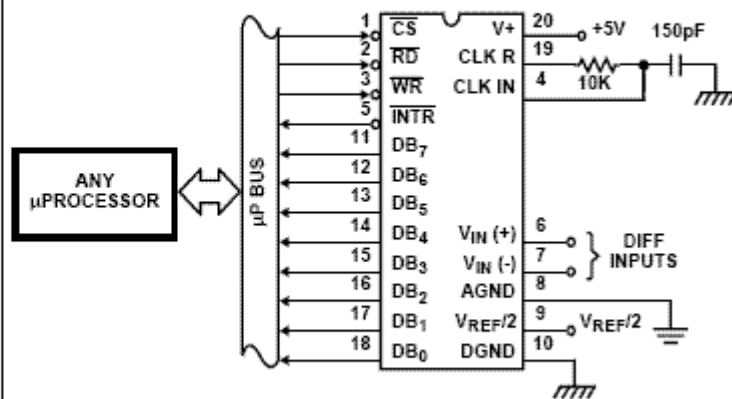 ANY
µPROCESSOR
µP BUS
1 CS V+ 20 +5V 150pF
2 RD CLK R 19 10K
3 WR CLK IN 4
5 INTR
11 DB7
12 DB6
13 DB5
14 DB4 VIN (+) 6 DIFF
15 DB3 VIN (-) 7 INPUTS
16 DB2 AGND 8
17 DB1 VREF/2 9 VREF/2
18 DB0 DGND 10